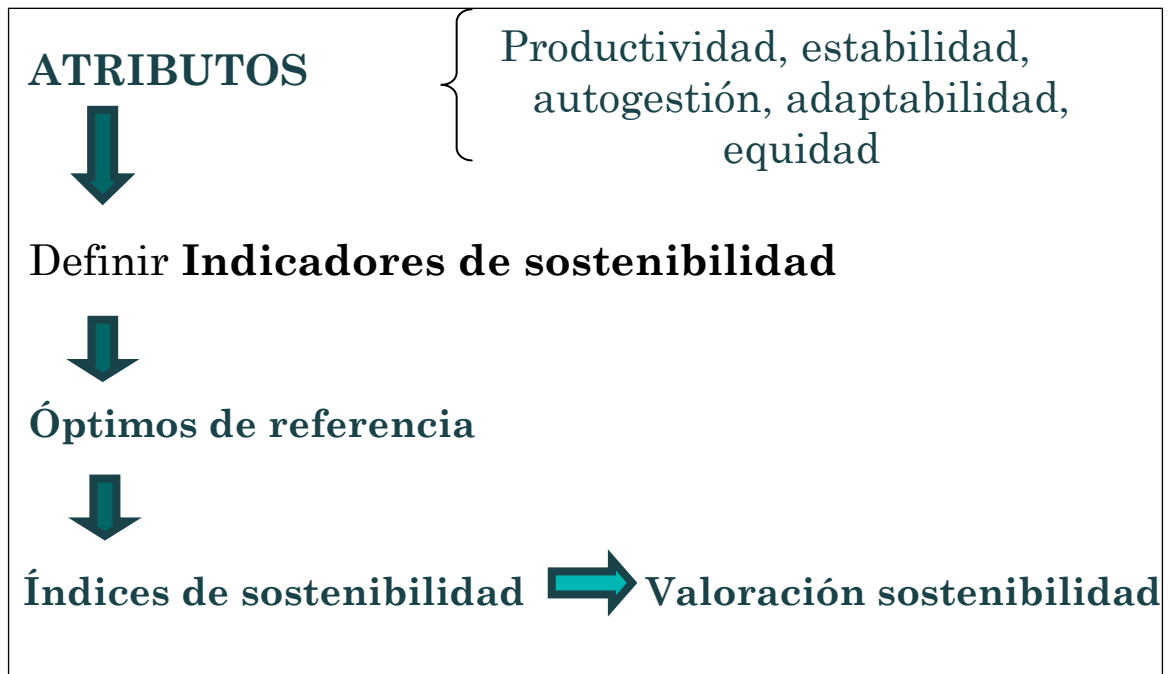 ATRIBUTOS
Productividad, estabilidad,
autogestión, adaptabilidad,
equidad
Definir Indicadores de sostenibilidad
Óptimos de referencia
Índices de sostenibilidad
Valoración sostenibilidad